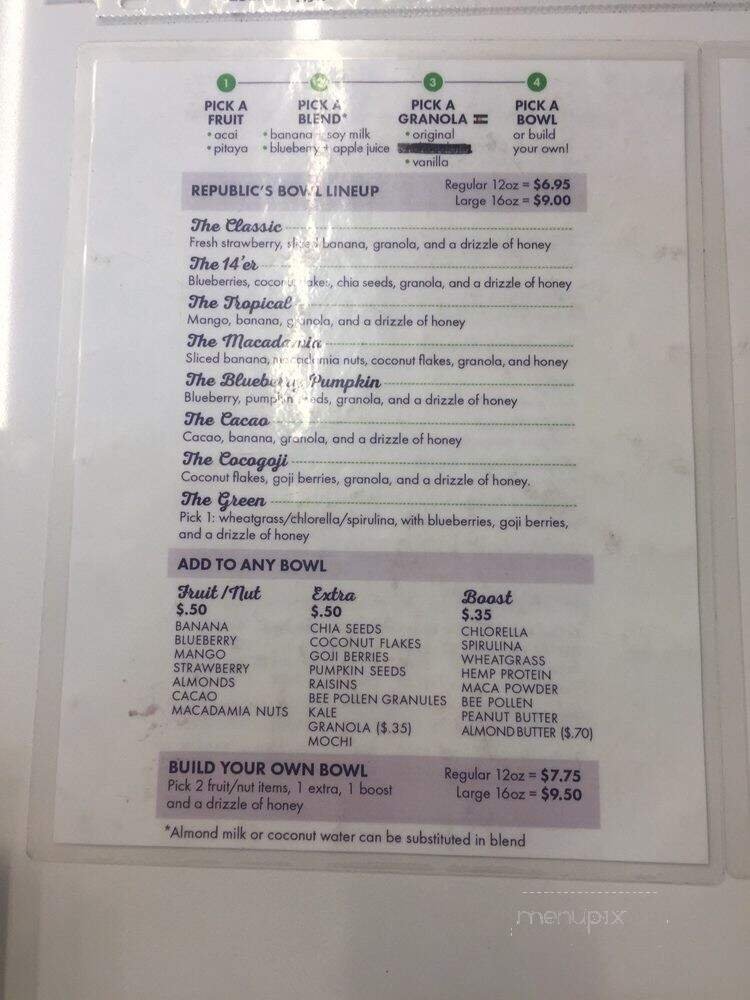 1 2 3 4
PICK A FRUIT
• acai
• pitaya
PICK A BLEND*
• banana + soy milk
• blueberry + apple juice
PICK A GRANOLA
• original
• vanilla
PICK A BOWL
or build
your own!
REPUBLIC'S BOWL LINEUP
Regular 12oz = $6.95
Large 16oz = $9.00
The Classic
Fresh strawberry, sliced banana, granola, and a drizzle of honey
The 14'er
Blueberries, coconut flakes, chia seeds, granola, and a drizzle of honey
The Tropical
Mango, banana, granola, and a drizzle of honey
The Macadamia
Sliced banana, macadamia nuts, coconut flakes, granola, and honey
The Blueberry Pumpkin
Blueberry, pumpkin seeds, granola, and a drizzle of honey
The Cacao
Cacao, banana, granola, and a drizzle of honey
The Cocogoji
Coconut flakes, goji berries, granola, and a drizzle of honey.
The Green
Pick 1: wheatgrass/chlorella/spirulina, with blueberries, goji berries,
and a drizzle of honey
ADD TO ANY BOWL
Fruit/Nut
$.50
BANANA
BLUEBERRY
MANGO
STRAWBERRY
ALMONDS
CACAO
MACADAMIA NUTS
Extra
$.50
CHIA SEEDS
COCONUT FLAKES
GOJI BERRIES
PUMPKIN SEEDS
RAISINS
BEE POLLEN GRANULES
KALE
GRANOLA ($.35)
MOCHI
Boost
$.35
CHLORELLA
SPIRULINA
WHEATGRASS
HEMP PROTEIN
MACA POWDER
BEE POLLEN
PEANUT BUTTER
ALMOND BUTTER ($.70)
BUILD YOUR OWN BOWL
Pick 2 fruit/nut items, 1 extra, 1 boost
and a drizzle of honey
Regular 12oz = $7.75
Large 16oz = $9.50
*Almond milk or coconut water can be substituted in blend
menupix